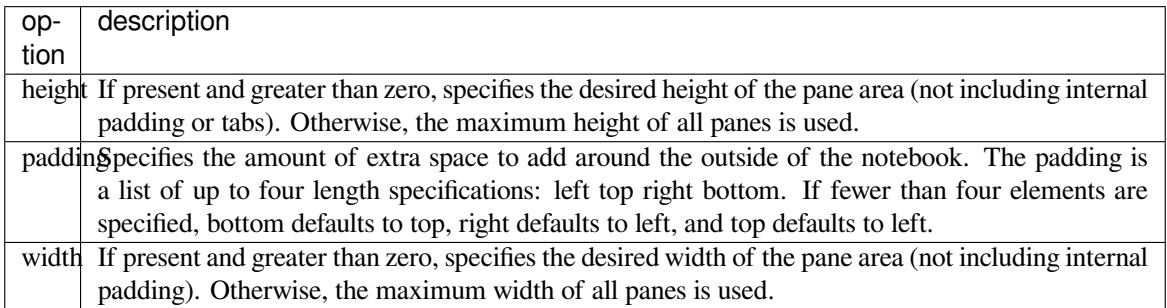 op- description
tion
height If present and greater than zero, specifies the desired height of the pane area (not including internal
padding or tabs). Otherwise, the maximum height of all panes is used.
padding Specifies the amount of extra space to add around the outside of the notebook. The padding is
a list of up to four length specifications: left top right bottom. If fewer than four elements are
specified, bottom defaults to top, right defaults to left, and top defaults to left.
width If present and greater than zero, specifies the desired width of the pane area (not including internal
padding). Otherwise, the maximum width of all panes is used.